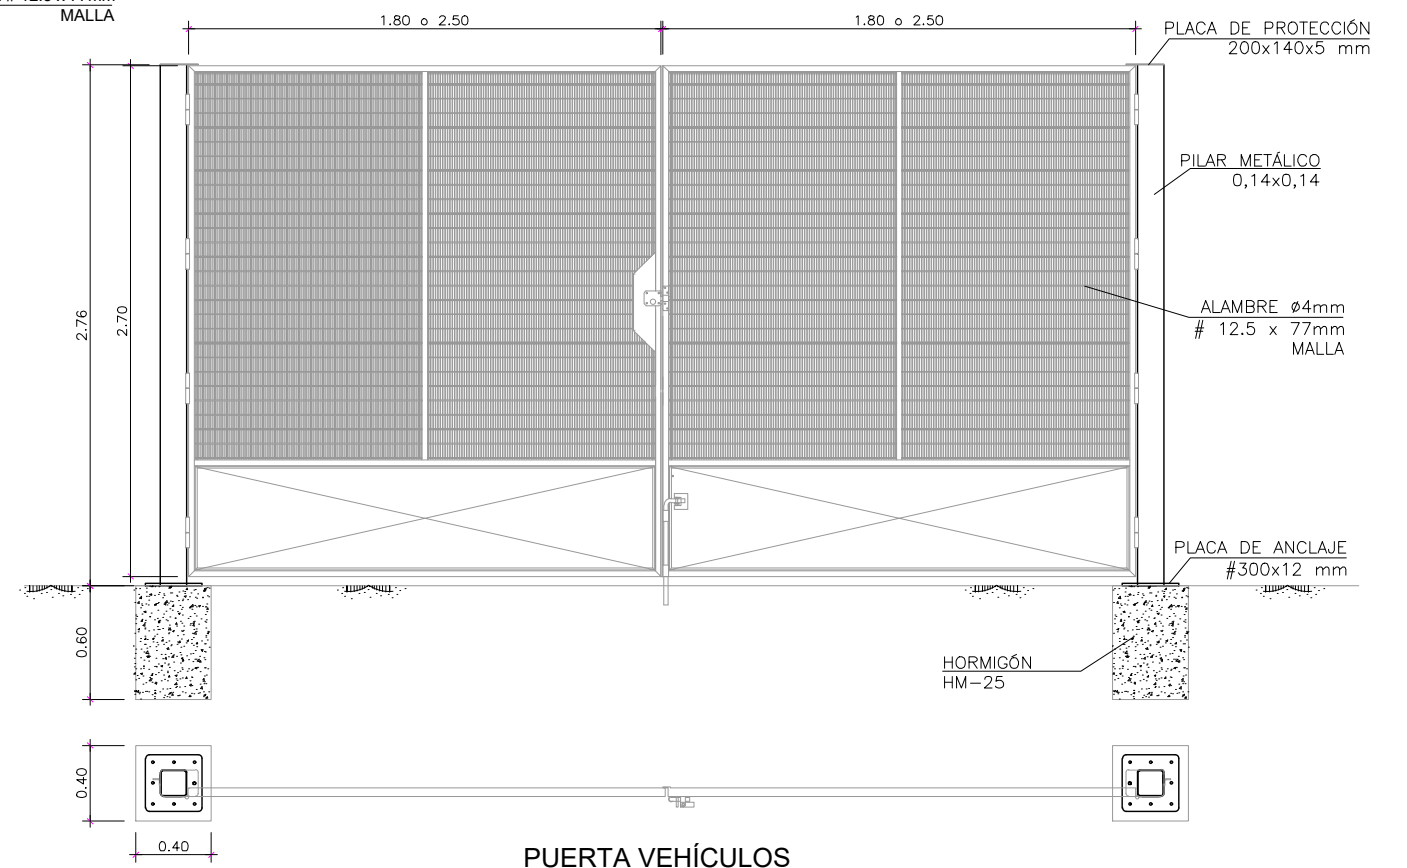 MALLA
1.80 o 2.50
1.80 o 2.50
PLACA DE PROTECCIÓN
200x140x5 mm
PILAR METÁLICO
0,14x0,14
2.76
2.70
ALAMBRE ø4mm
# 12.5 x 77mm
MALLA
PLACA DE ANCLAJE
#300x12 mm
0.60
HORMIGÓN
HM-25
0.40
0.40
PUERTA VEHÍCULOS